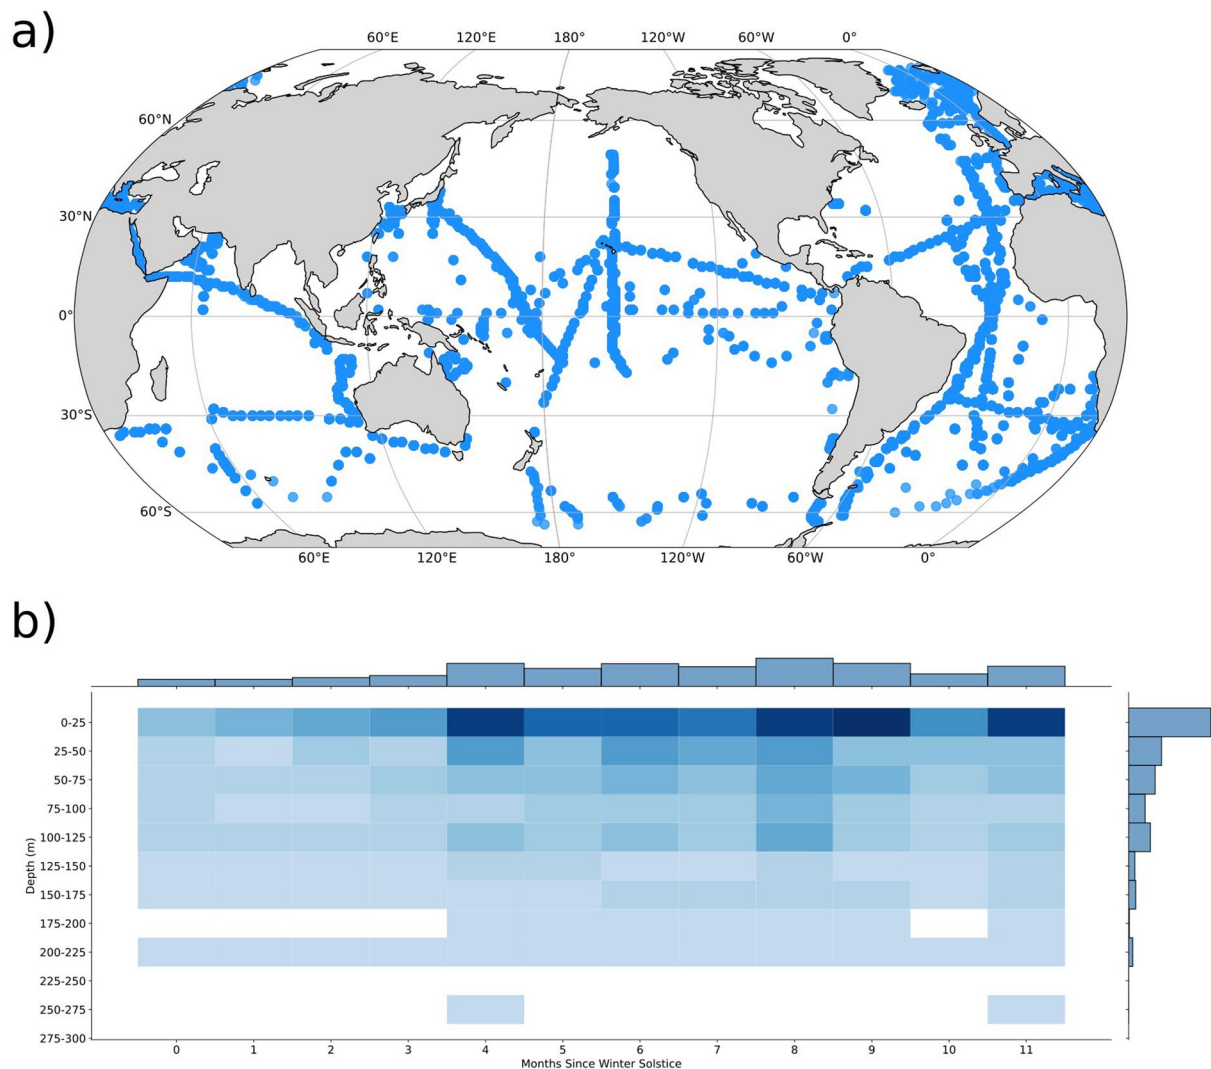 a)
60°E 120°E 180° 120°W 60°W 0°
60°N
30°N
0°
30°S
60°S
60°E 120°E 180° 120°W 60°W 0°
b)
0-25
25-50
50-75
75-100
100-125
125-150
150-175
175-200
200-225
225-250
250-275
275-300
Depth (m)
0 1 2 3 4 5 6 7 8 9 10 11
Months Since Winter Solstice